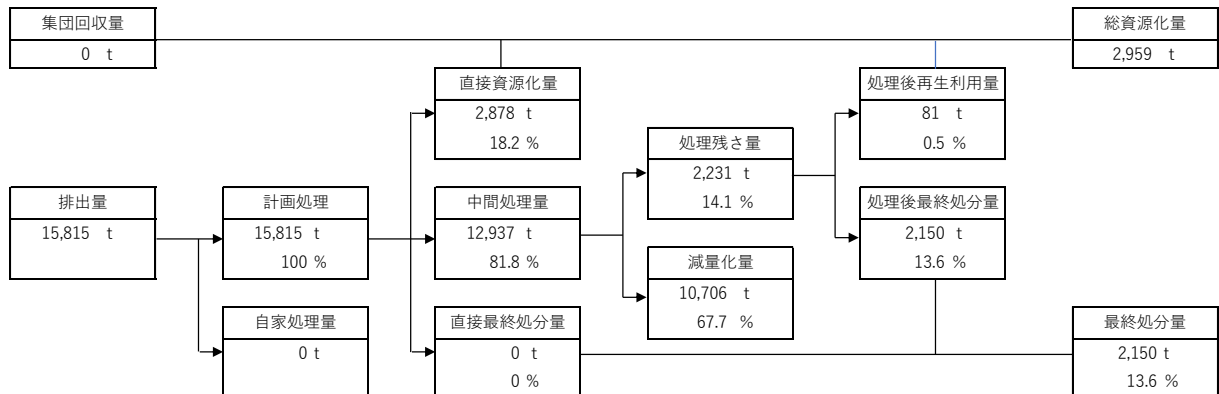 集団回収量
0 t
総資源化量
2,959 t
直接資源化量
2,878 t
18.2 %
処理後再生利用量
81 t
0.5 %
処理残さ量
2,231 t
14.1 %
排出量
15,815 t
計画処理
15,815 t
100 %
中間処理量
12,937 t
81.8 %
処理後最終処分量
2,150 t
13.6 %
減量化量
10,706 t
67.7 %
自家処理量
0 t
直接最終処分量
0 t
0 %
最終処分量
2,150 t
13.6 %